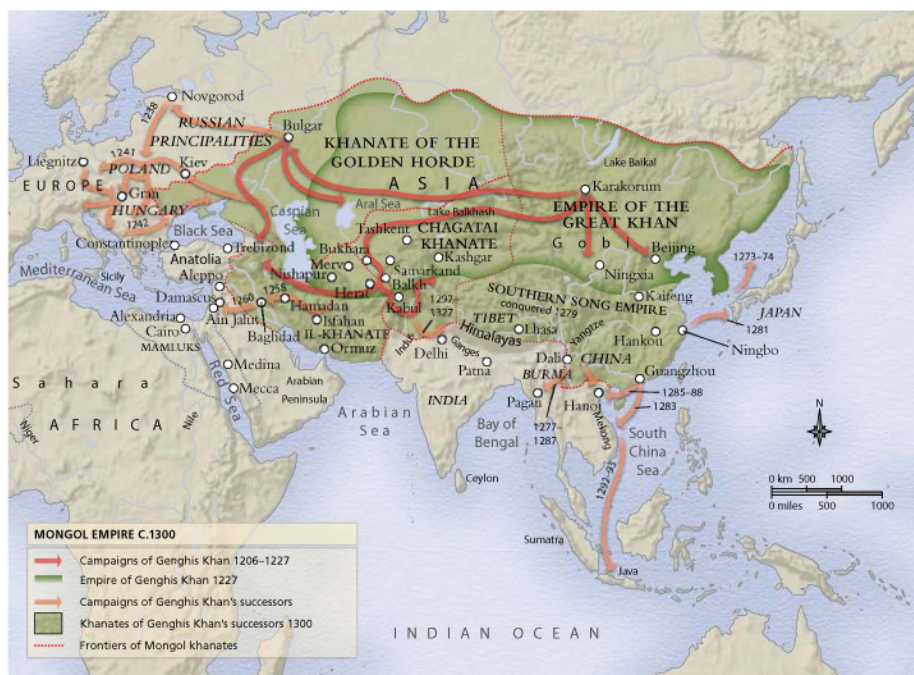 Novgorod
1238
RUSSIAN
PRINCIPALITIES
Bulgar
KHANATE OF THE
GOLDEN HORDE
Lake Baikal
Liegnitz
1241
POLAND
Kiev
EUROPE
Gran
HUNGARY
1242
ASIA
Karakorum
EMPIRE OF THE
GREAT KHAN
Aral Sea
Lake Balkhash
Caspian
Sea
Tashkent
CHAGATAI
KHANATE
Gobi
Black Sea
Constantinople
Trebizond
Anatolia
Bukhara
Kashgar
Beijing
Ningxia
1273–74
Mediterranean Sea
Sicily
Aleppo
Nishapur
Merv
Samarkand
Balkh
Herat
Kabul
Damascus
1260
1258
Hamadan
1297–
1327
SOUTHERN SONG EMPIRE
conquered 1279
Kaifeng
JAPAN
1281
Alexandria
Cairo
MAMLUKS
Ain Jalut
Isfahan
Baghdad
IL-KHANATE
Ormuz
TIBET
Himalayas
Lhasa
Yangtze
Hankou
Ningbo
Indus
Delhi
Ganges
Patna
Dali
CHINA
BURMA
Guangzhou
Medina
Mecca
Red Sea
Arabian
Peninsula
Sahara
AFRICA
Nile
Niger
Arabian
Sea
INDIA
Pagan
Hanoi
1285–88
1283
Bay of
Bengal
1277–
1287
Mekong
South
China
Sea
1292–93
N
Ceylon
0 km 500 1000
0 miles 500 1000
Sumatra
Java
INDIAN OCEAN
MONGOL EMPIRE C.1300
Campaigns of Genghis Khan 1206–1227
Empire of Genghis Khan 1227
Campaigns of Genghis Khan's successors
Khanates of Genghis Khan's successors 1300
Frontiers of Mongol khanates